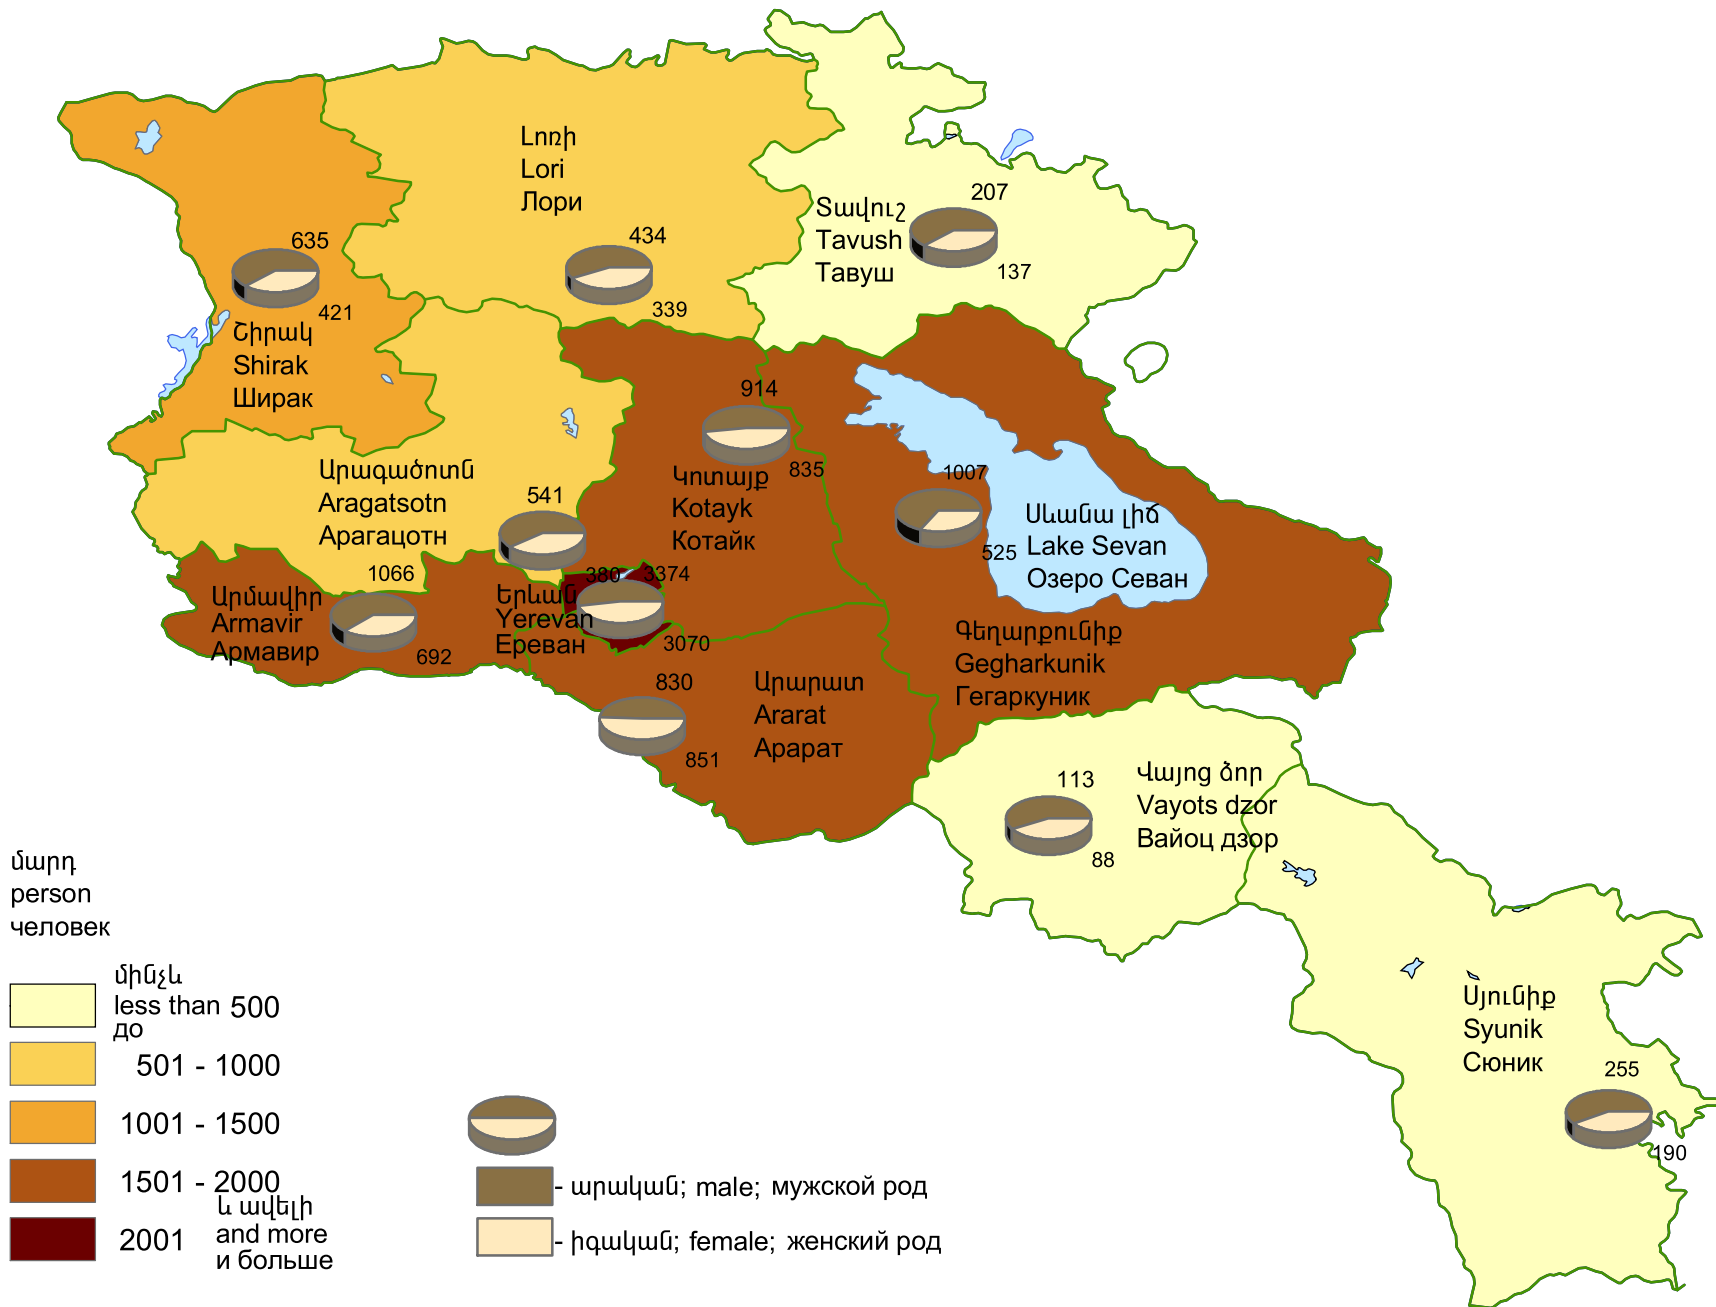 Լոռի
Lori
Лори
434
339
207
Տավուշ
Tavush
Тавуш
137
635
421
Շիրակ
Shirak
Ширак
914
835
Կոտայք
Kotayk
Котайк
Արագածոտն
Aragatsotn
Арагацотн
541
380
1007
525
Սևանա լիճ
Lake Sevan
Озеро Севан
1066
Արմավիր
Armavir
Армавир
692
Երևան
Yerevan
Ереван
3374
3070
Գեղարքունիք
Gegharkunik
Гегаркуник
830
851
Արարատ
Ararat
Арарат
113
88
Վայոց ձոր
Vayots dzor
Вайоц дзор
Սյունիք
Syunik
Сюник
255
190
մարդ
person
человек
մինչև
less than 500
до
501 - 1000
1001 - 1500
1501 - 2000
և ավելի
2001 and more
и больше
- արական; male; мужской род
- իգական; female; женский род